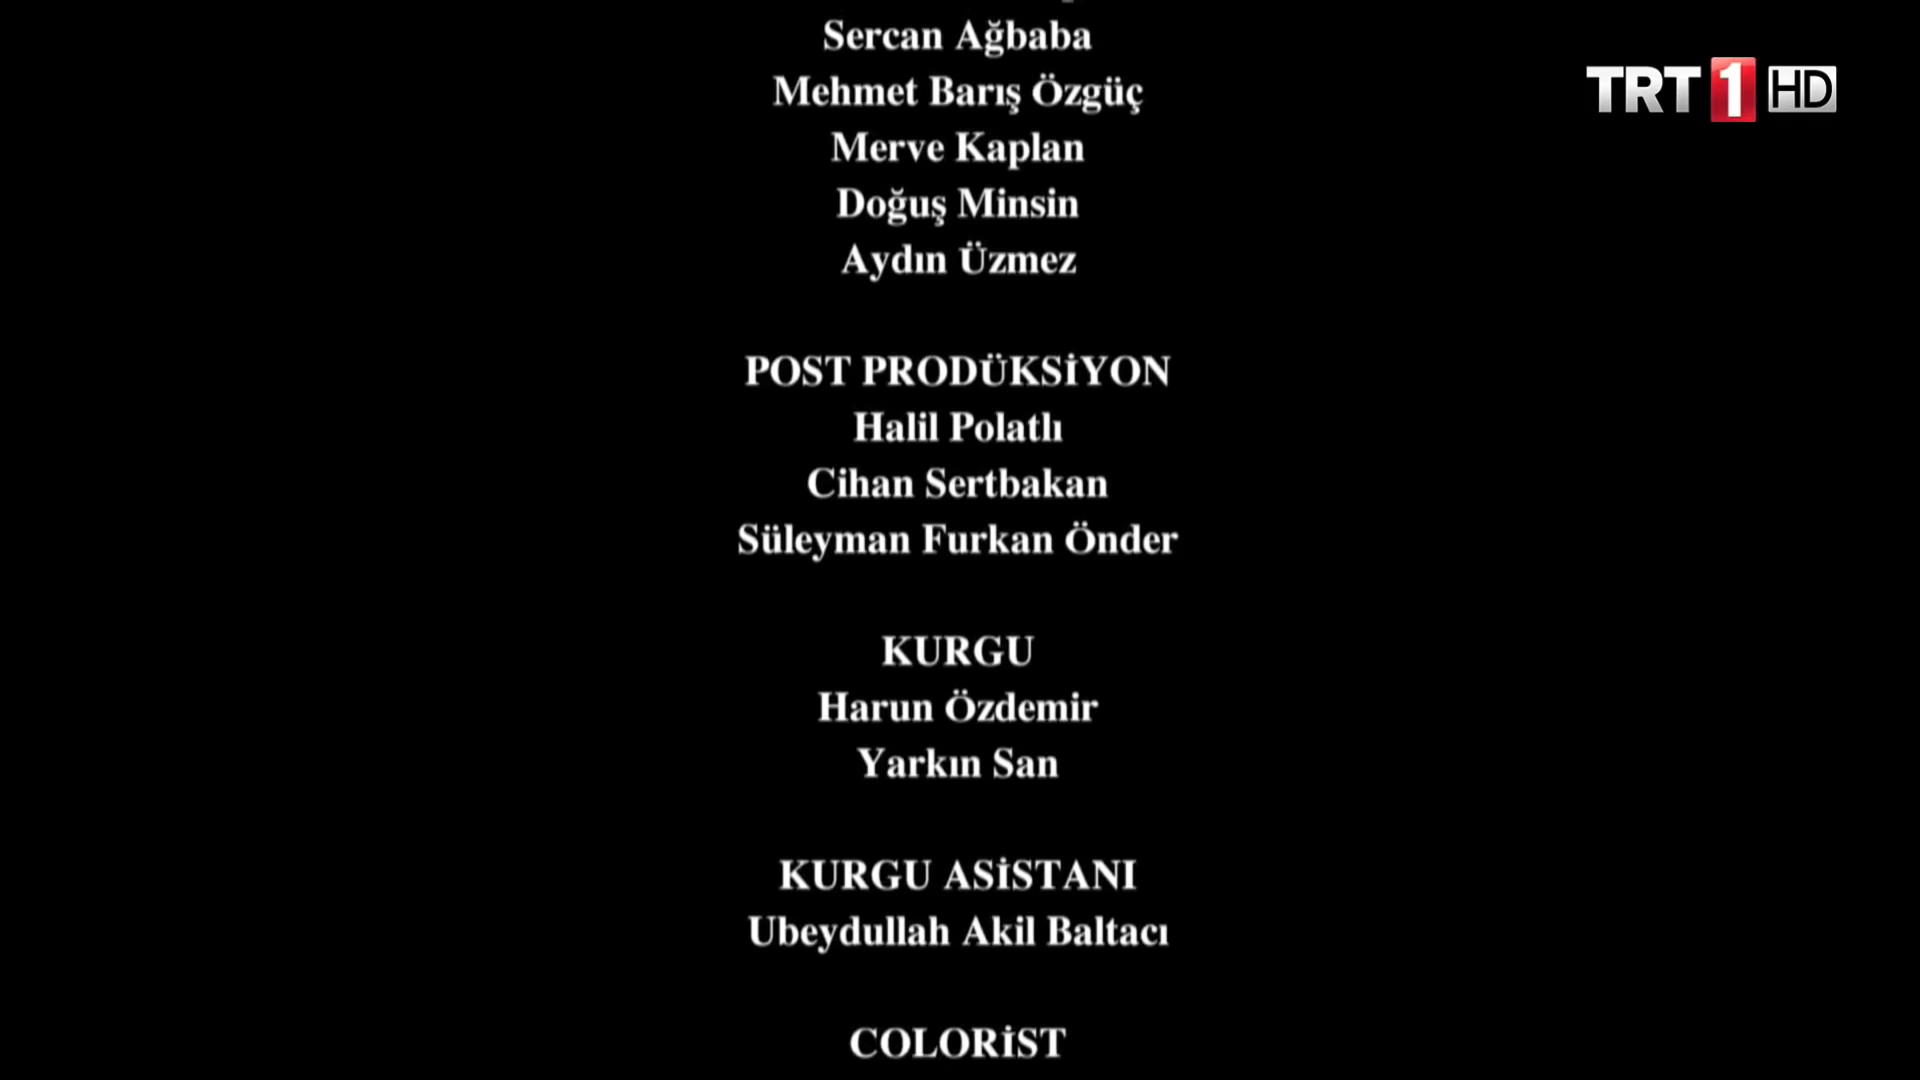 Sercan Ağbaba
TRT 1 HD
Mehmet Barış Özgüç
Merve Kaplan
Doğuş Minsin
Aydın Üzmez
POST PRODÜKSİYON
Halil Polatlı
Cihan Sertbakan
Süleyman Furkan Önder
KURGU
Harun Özdemir
Yarkın San
KURGU ASİSTANI
Ubeydullah Akil Baltacı
COLORİST